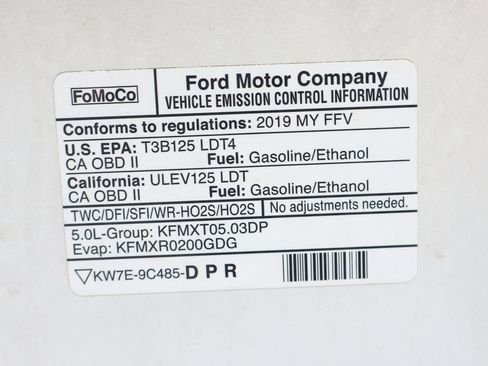 FoMoCo
Ford Motor Company
VEHICLE EMISSION CONTROL INFORMATION
Conforms to regulations: 2019 MY FFV
U.S. EPA: T3B125 LDT4
CA OBD II Fuel: Gasoline/Ethanol
California: ULEV125 LDT
CA OBD II Fuel: Gasoline/Ethanol
TWC/DFI/SFI/WR-HO2S/HO2S No adjustments needed.
5.0L-Group: KFMXT05.03DP
Evap: KFMXR0200GDG
KW7E-9C485-DPR